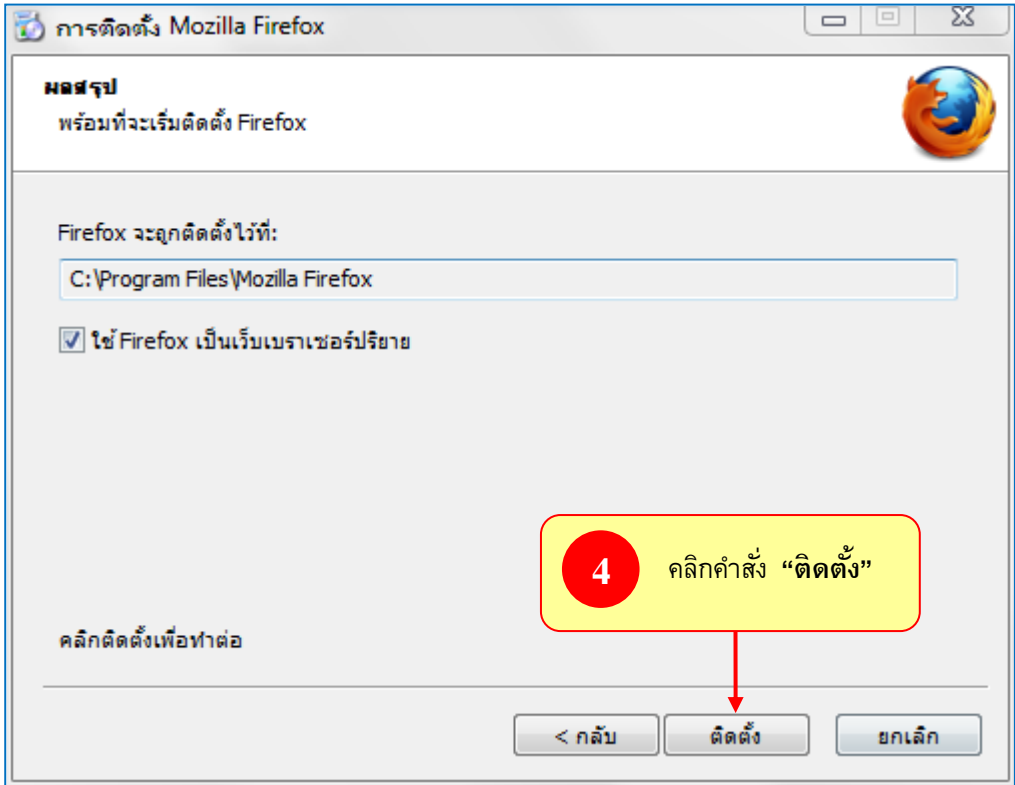 การติดตั้ง Mozilla Firefox
ผลสรุป
พร้อมที่จะเริ่มติดตั้ง Firefox
Firefox จะถูกติดตั้งไว้ที่:
C:\Program Files\Mozilla Firefox
ใช้ Firefox เป็นเว็บเบราเซอร์ปริยาย
4 คลิกคำสั่ง “ติดตั้ง”
คลิกติดตั้งเพื่อทำต่อ
< กลับ ติดตั้ง ยกเลิก